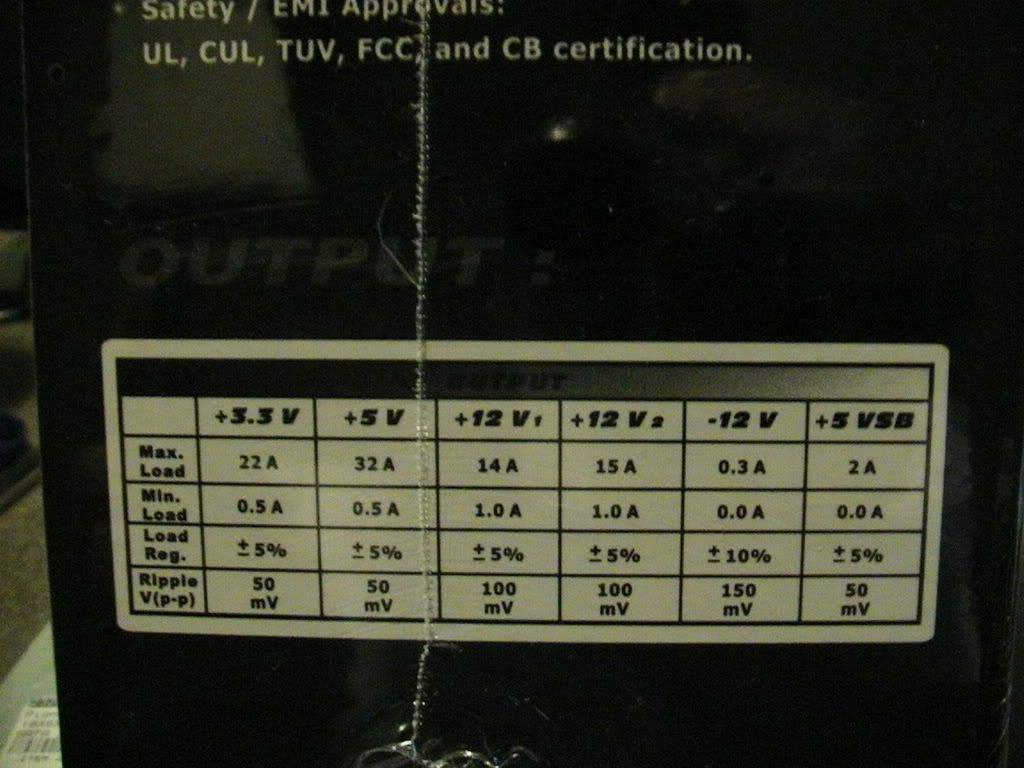 Safety / EMI Approvals:
UL, CUL, TUV, FCC, and CB certification.
OUTPUT :
OUTPUT
+3.3 V +5 V +12 V1 +12 V2 -12 V +5 VSB
Max. Load 22 A 32 A 14 A 15 A 0.3 A 2 A
Min. Load 0.5 A 0.5 A 1.0 A 1.0 A 0.0 A 0.0 A
Load Reg. ±5% ±5% ±5% ±5% ±10% ±5%
Ripple V(p-p) 50 mV 50 mV 100 mV 100 mV 150 mV 50 mV